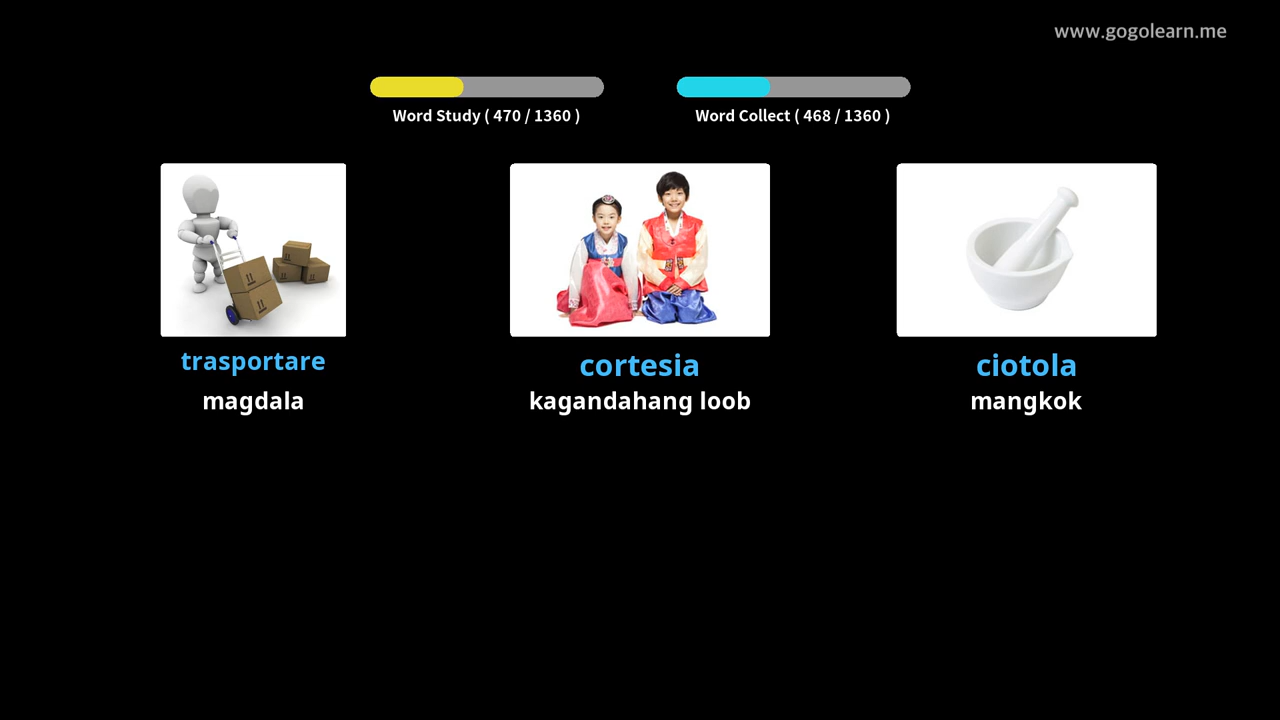 www.gogolearn.me
Word Study ( 470 / 1360 )
Word Collect ( 468 / 1360 )
trasportare
magdala
cortesia
kagandahang loob
ciotola
mangkok